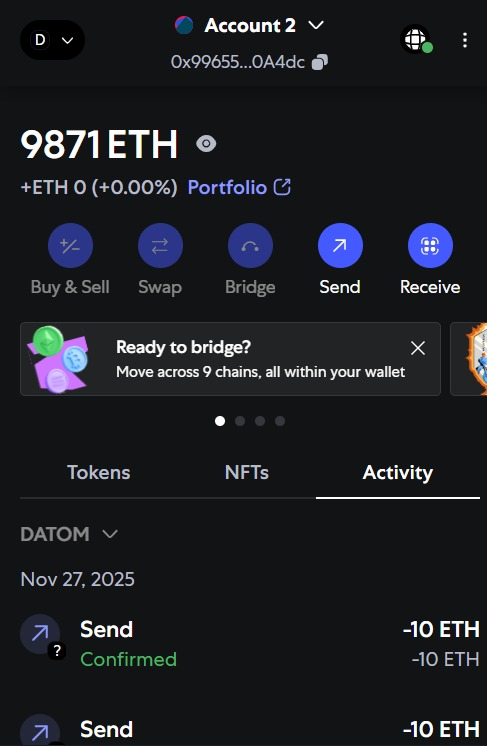 D
Account 2
0x99655...0A4dc
9871 ETH
+ETH 0 (+0.00%) Portfolio
Buy & Sell Swap Bridge Send Receive
Ready to bridge?
Move across 9 chains, all within your wallet
Tokens NFTs Activity
DATOM
Nov 27, 2025
Send -10 ETH
?
Confirmed -10 ETH
Send -10 ETH